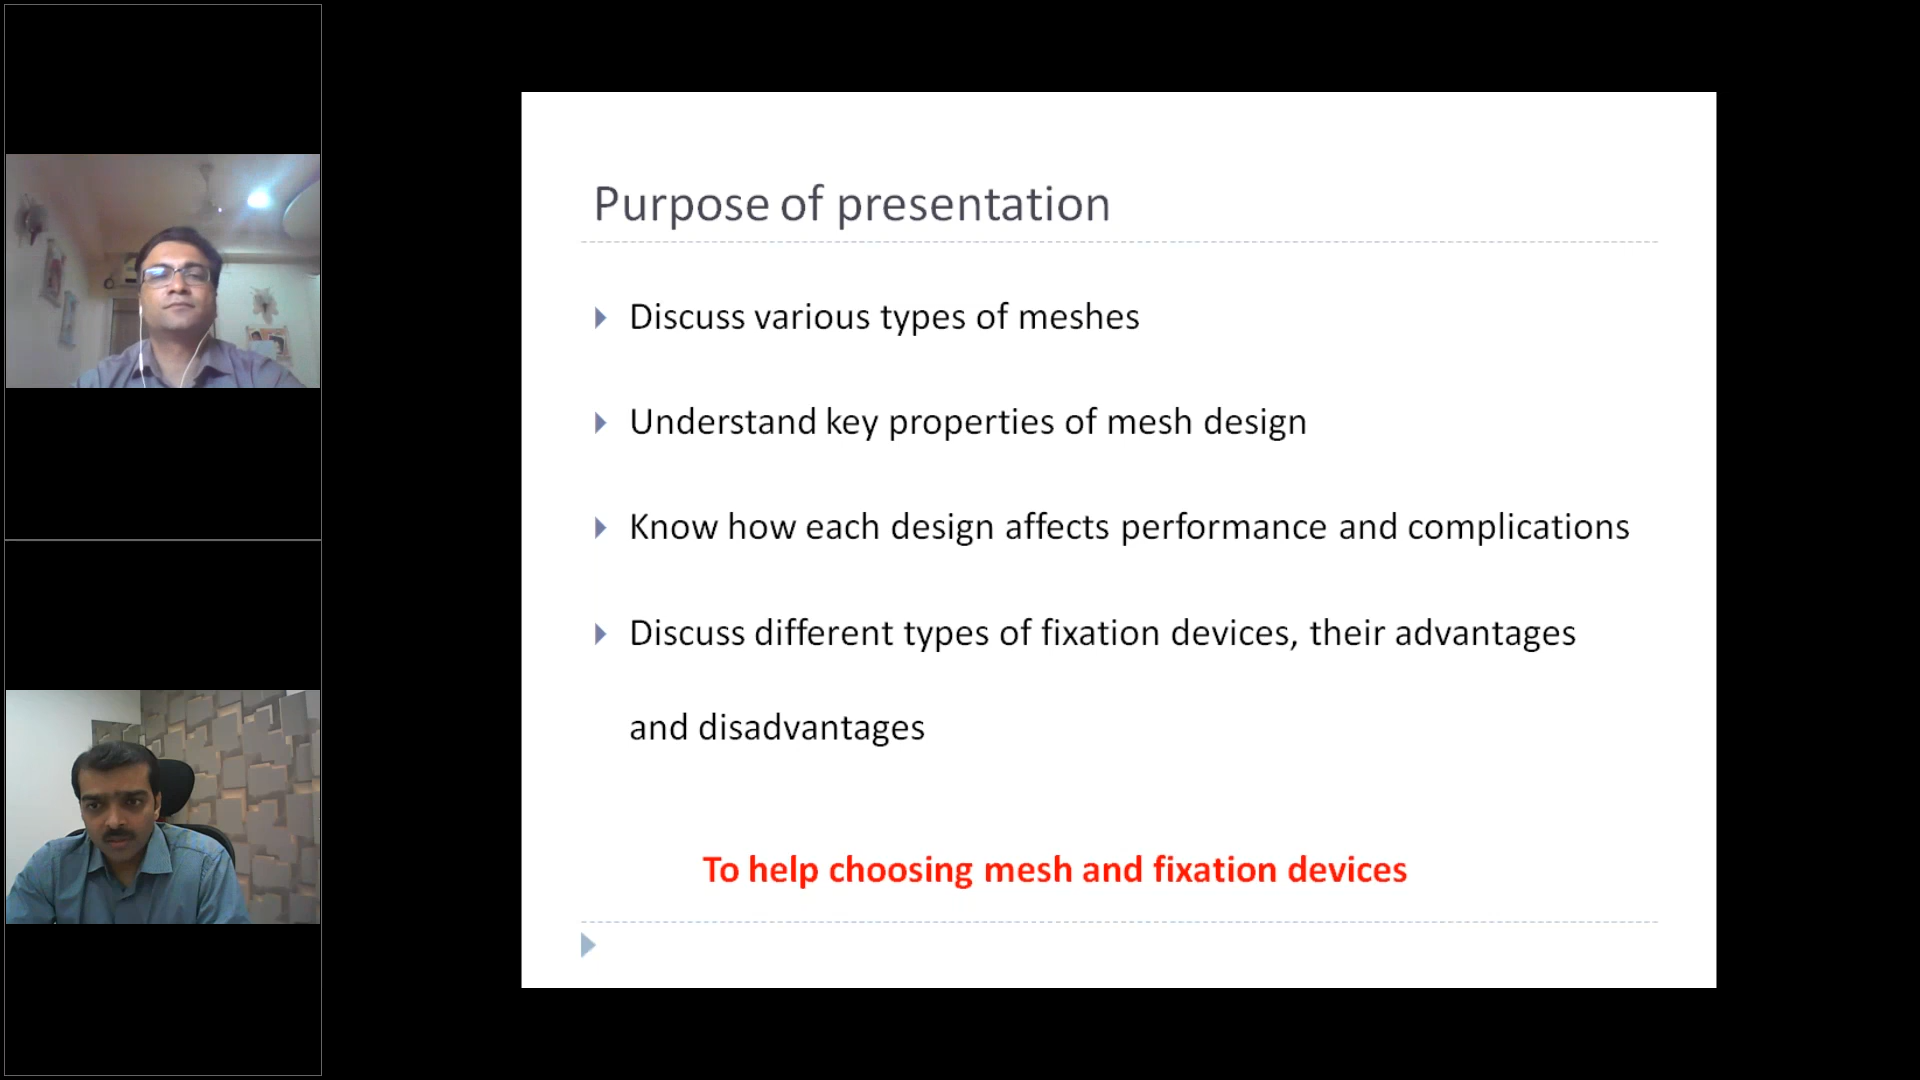 Purpose of presentation
Discuss various types of meshes
Understand key properties of mesh design
Know how each design affects performance and complications
Discuss different types of fixation devices, their advantages
and disadvantages
To help choosing mesh and fixation devices